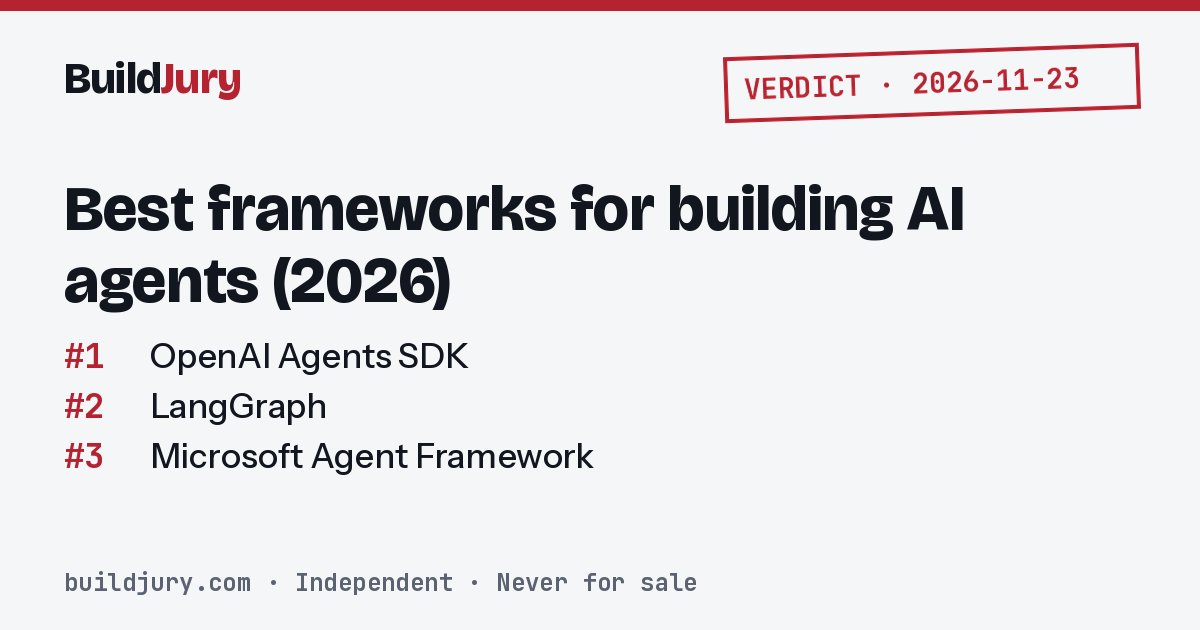 BuildJury
VERDICT · 2026-11-23
Best frameworks for building AI
agents (2026)
#1 OpenAI Agents SDK
#2 LangGraph
#3 Microsoft Agent Framework
buildjury.com · Independent · Never for sale